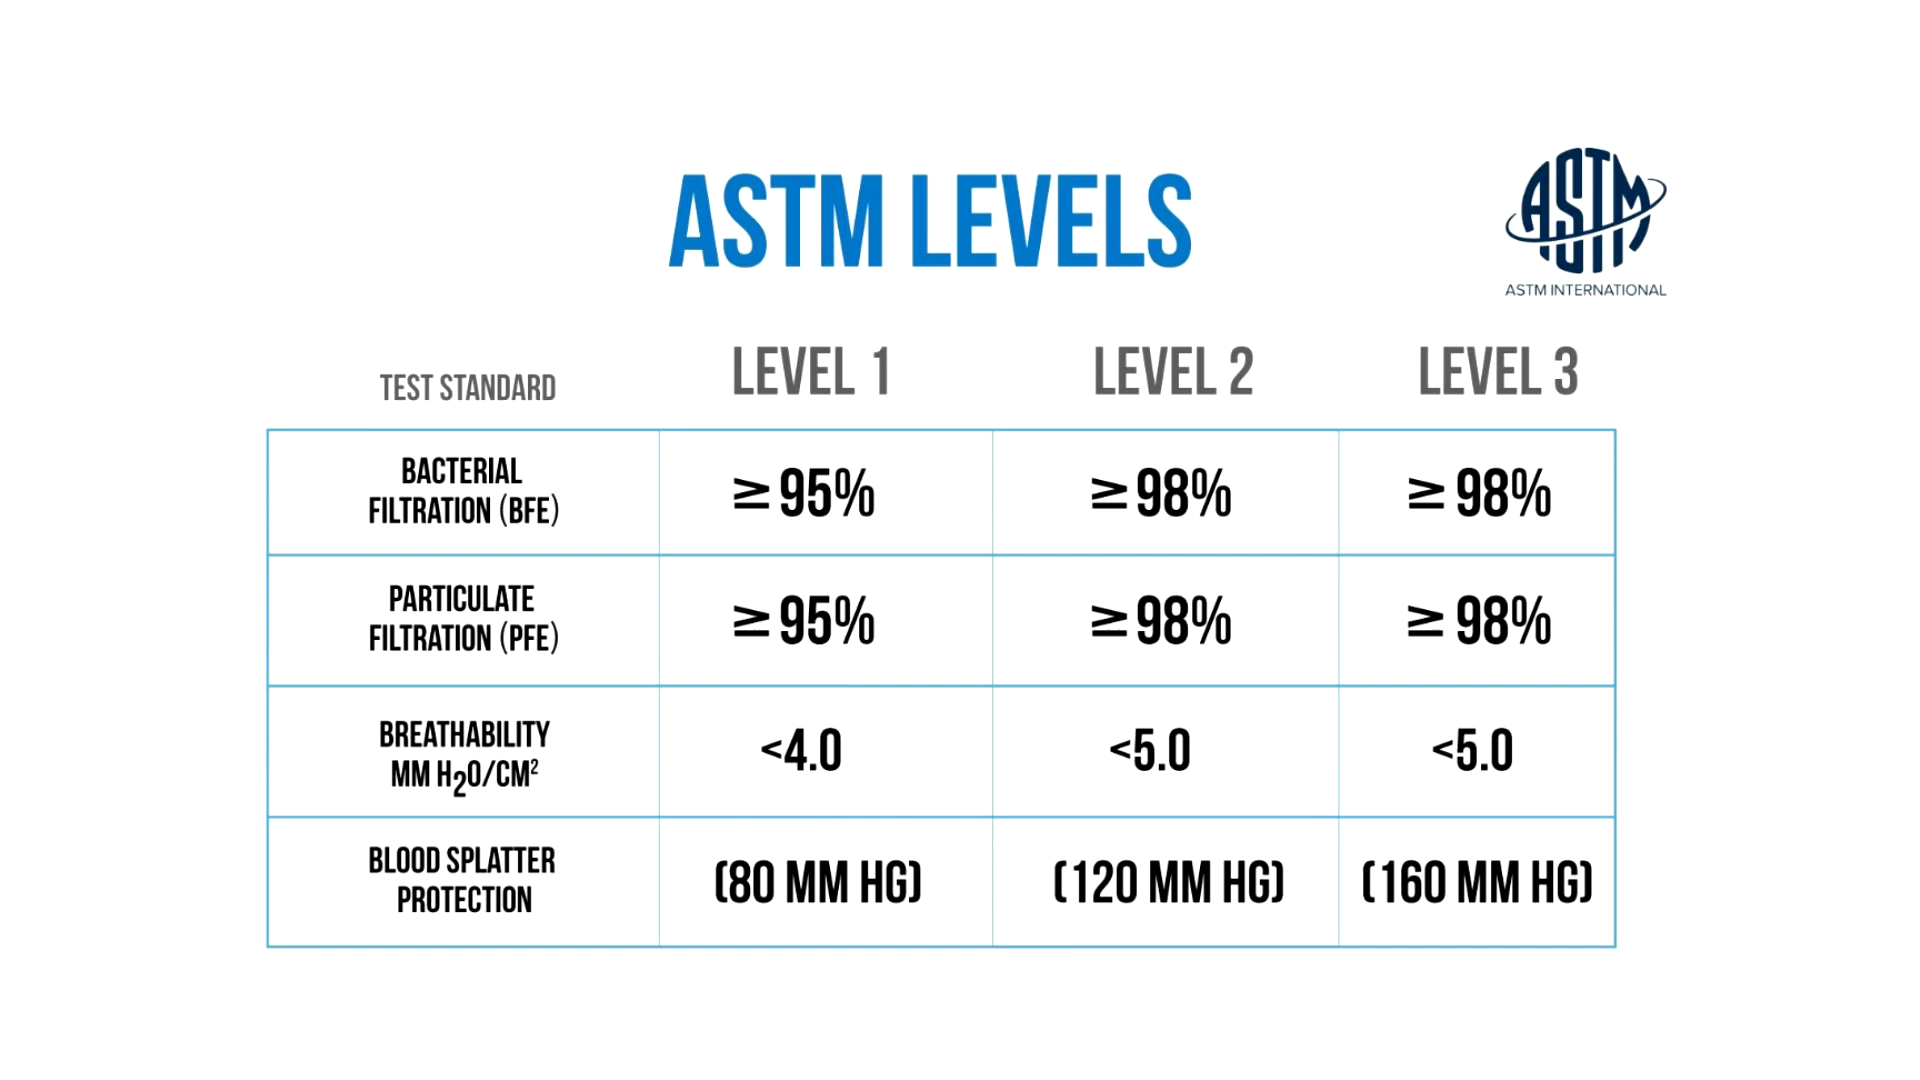 ASTM LEVELS
ASTM
ASTM INTERNATIONAL
TEST STANDARD LEVEL 1 LEVEL 2 LEVEL 3
BACTERIAL
FILTRATION (BFE) ≥95% ≥98% ≥ 98%
PARTICULATE
FILTRATION (PFE) ≥95% ≥98% ≥ 98%
BREATHABILITY
MM H₂O/CM² <4.0 <5.0 <5.0
BLOOD SPLATTER
PROTECTION (80 MM HG) (120 MM HG) (160 MM HG)